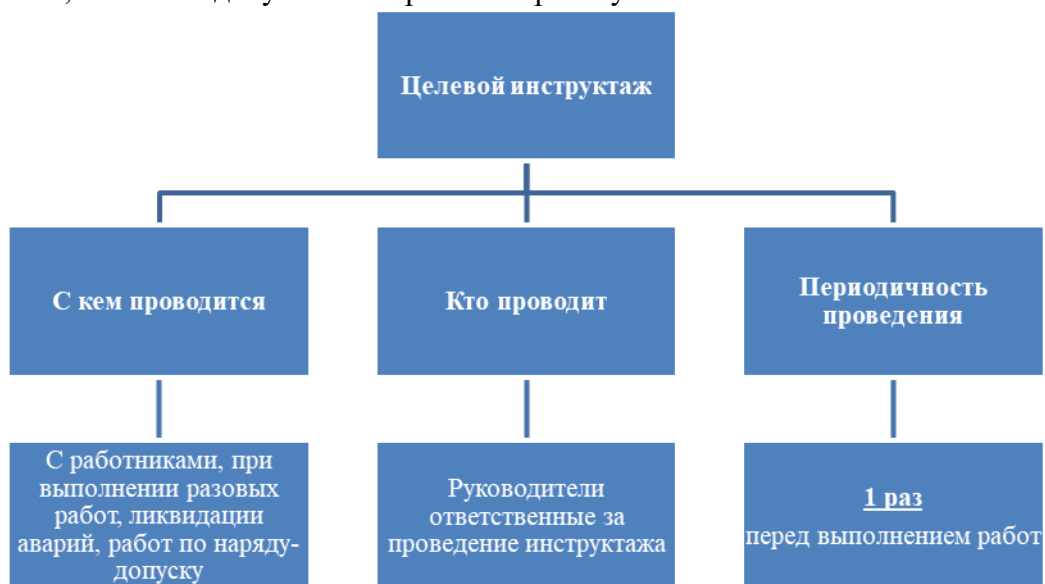 Целевой инструктаж
С кем проводится
Кто проводит
Периодичность
проведения
С работниками, при
выполнении разовых
работ, ликвидации
аварий, работ по наряду-
допуску
Руководители
ответственные за
проведение инструктажа
1 раз
перед выполнением работ